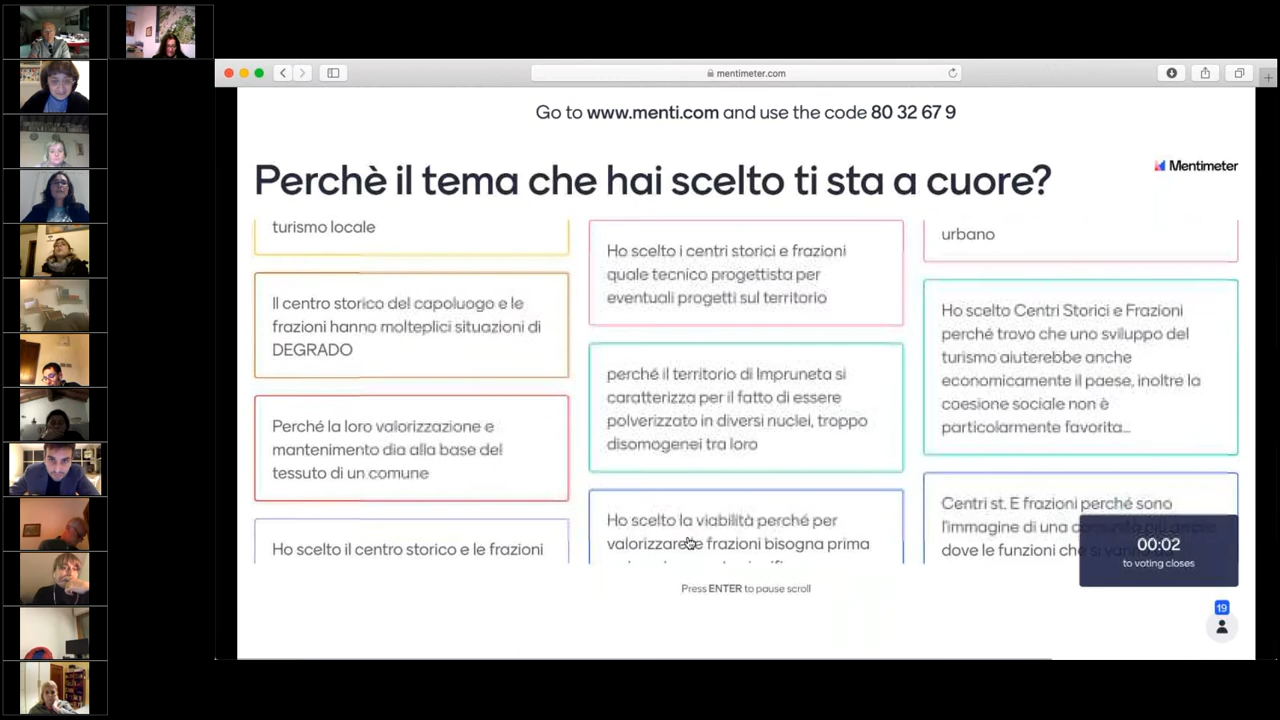 mentimeter.com
Go to www.menti.com and use the code 80 32 67 9
Perchè il tema che hai scelto ti sta a cuore?
Mentimeter
turismo locale
Il centro storico del capoluogo e le
frazioni hanno molteplici situazioni di
DEGRADO
Perché la loro valorizzazione e
mantenimento dia alla base del
tessuto di un comune
Ho scelto il centro storico e le frazioni
Ho scelto i centri storici e frazioni
quale tecnico progettista per
eventuali progetti sul territorio
perché il territorio di Impruneta si
caratterizza per il fatto di essere
polverizzato in diversi nuclei, troppo
disomogenei tra loro
Ho scelto la viabilità perché per
valorizzare e frazioni bisogna prima
urbano
Ho scelto Centri Storici e Frazioni
perché trovo che uno sviluppo del
turismo aiuterebbe anche
economicamente il paese, inoltre la
coesione sociale non è
particolarmente favorita...
Centri st. E frazioni perché sono
l'immagine di una
dove le funzioni che
00:02
to voting closes
Press ENTER to pause scroll
19